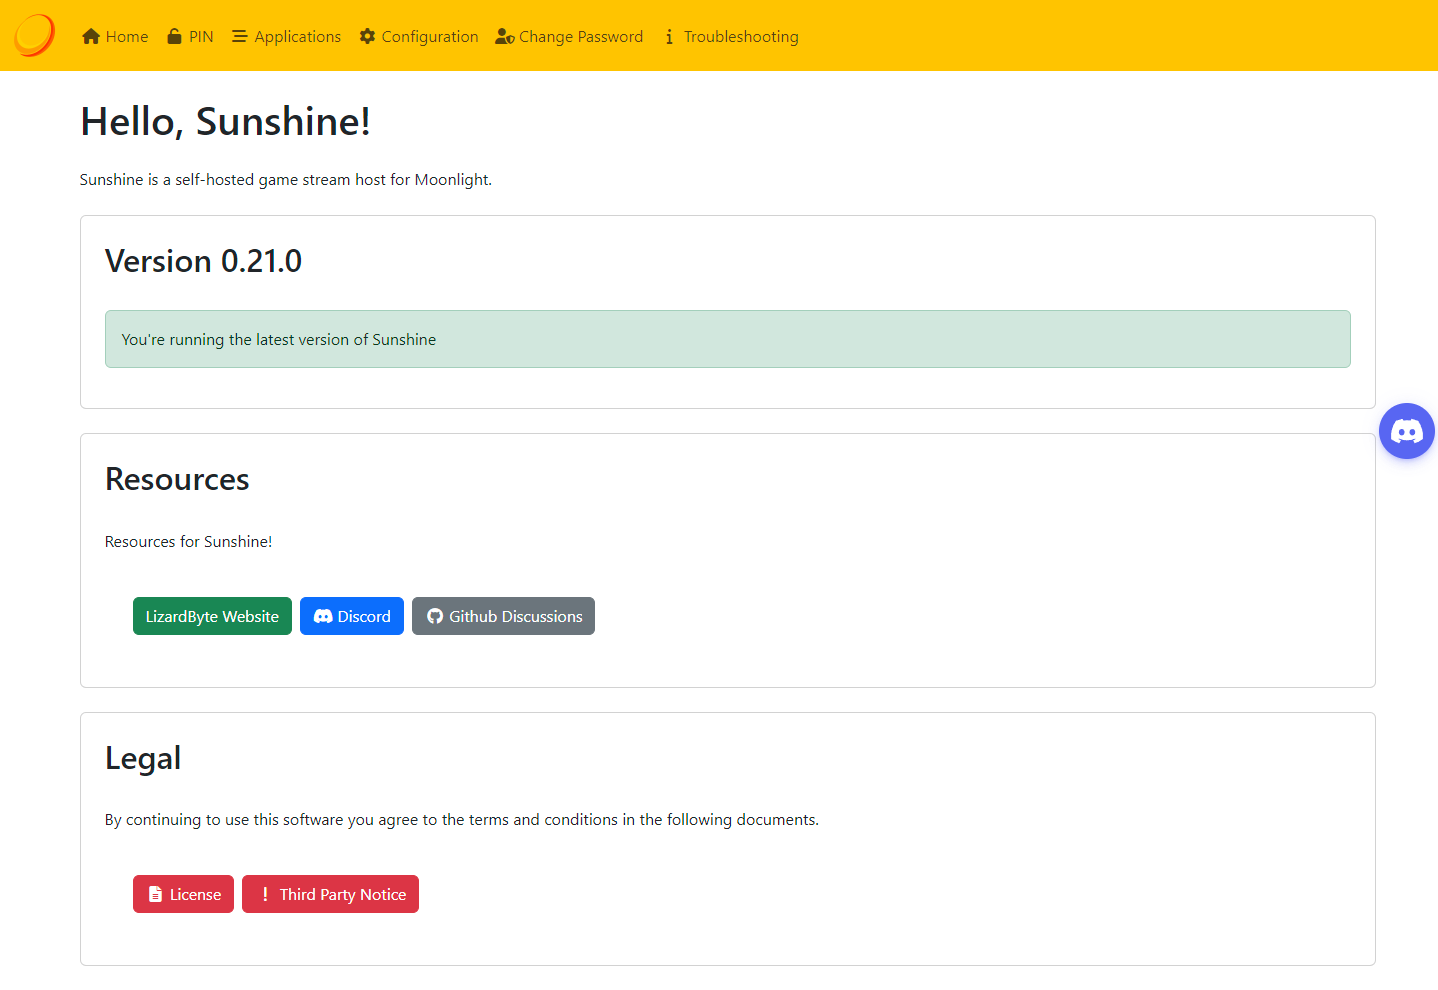 Home PIN Applications Configuration Change Password Troubleshooting
Hello, Sunshine!
Sunshine is a self-hosted game stream host for Moonlight.
Version 0.21.0
You're running the latest version of Sunshine
Resources
Resources for Sunshine!
LizardByte Website Discord Github Discussions
Legal
By continuing to use this software you agree to the terms and conditions in the following documents.
License Third Party Notice